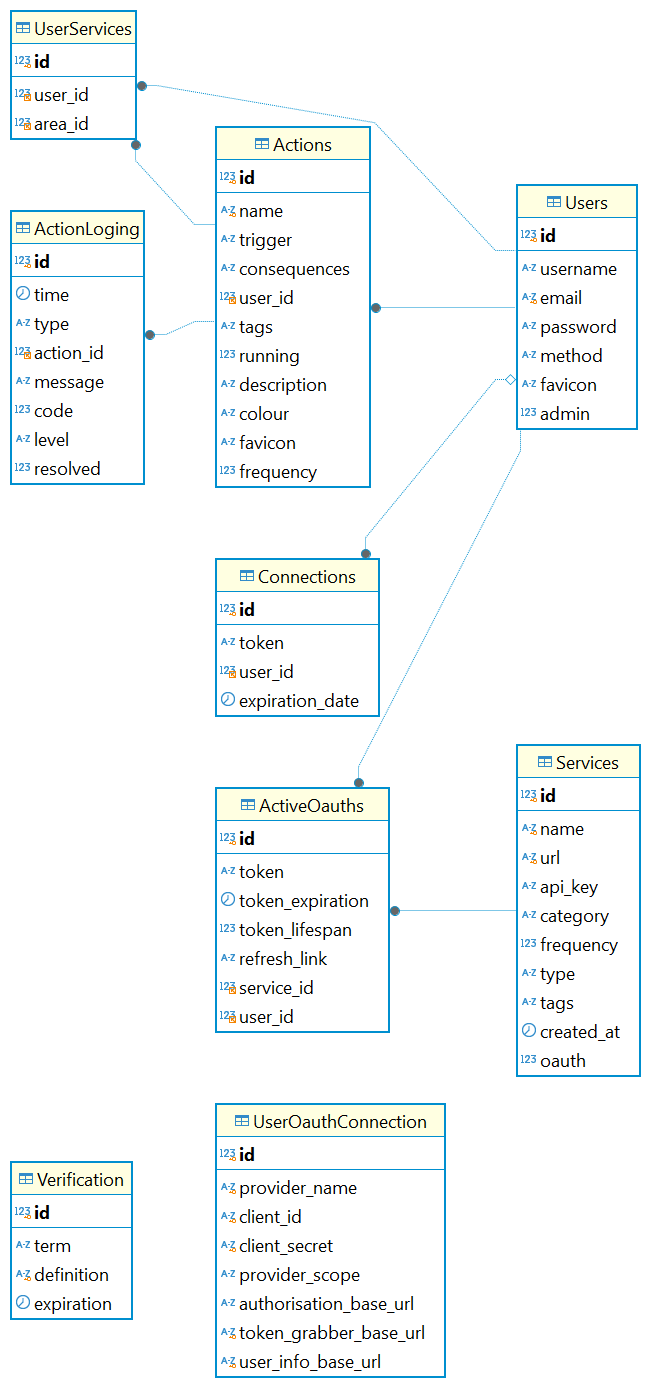 UserServices
123 id
123 user_id
123 area_id
Actions
123 id
A-Z name
A-Z trigger
A-Z consequences
123 user_id
A-Z tags
123 running
A-Z description
A-Z colour
A-Z favicon
123 frequency
Users
123 id
A-Z username
A-Z email
A-Z password
A-Z method
A-Z favicon
123 admin
ActionLoging
123 id
time
A-Z type
123 action_id
A-Z message
123 code
A-Z level
123 resolved
Connections
123 id
A-Z token
123 user_id
expiration_date
ActiveOauths
123 id
A-Z token
token_expiration
123 token_lifespan
A-Z refresh_link
123 service_id
123 user_id
Services
123 id
A-Z name
A-Z url
A-Z api_key
A-Z category
123 frequency
A-Z type
A-Z tags
created_at
123 oauth
UserOauthConnection
123 id
A-Z provider_name
A-Z client_id
A-Z client_secret
A-Z provider_scope
A-Z authorisation_base_url
A-Z token_grabber_base_url
A-Z user_info_base_url
Verification
123 id
A-Z term
A-Z definition
expiration